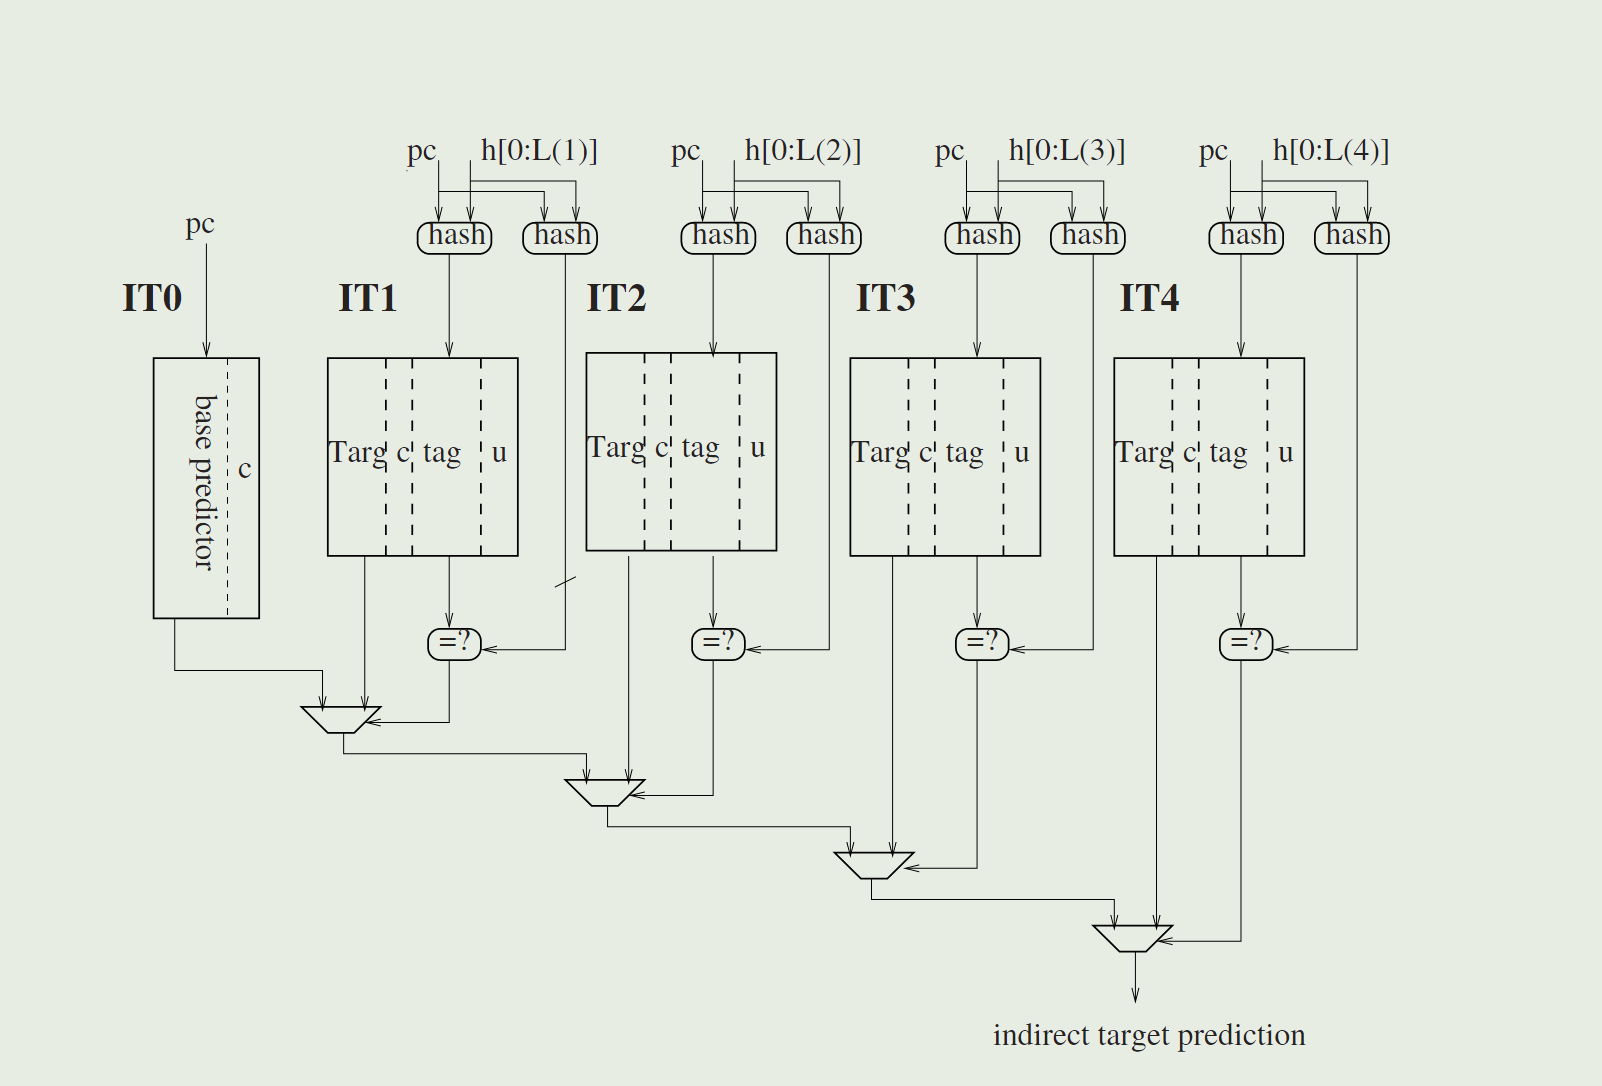 pc h[0:L(1)] pc h[0:L(2)] pc h[0:L(3)] pc h[0:L(4)]
pc
hash hash hash hash hash hash hash hash
IT0 IT1 IT2 IT3 IT4
base predictor
c
Targ c tag u
Targ c tag u
Targ c tag u
Targ c tag u
=? =? =? =?
indirect target prediction